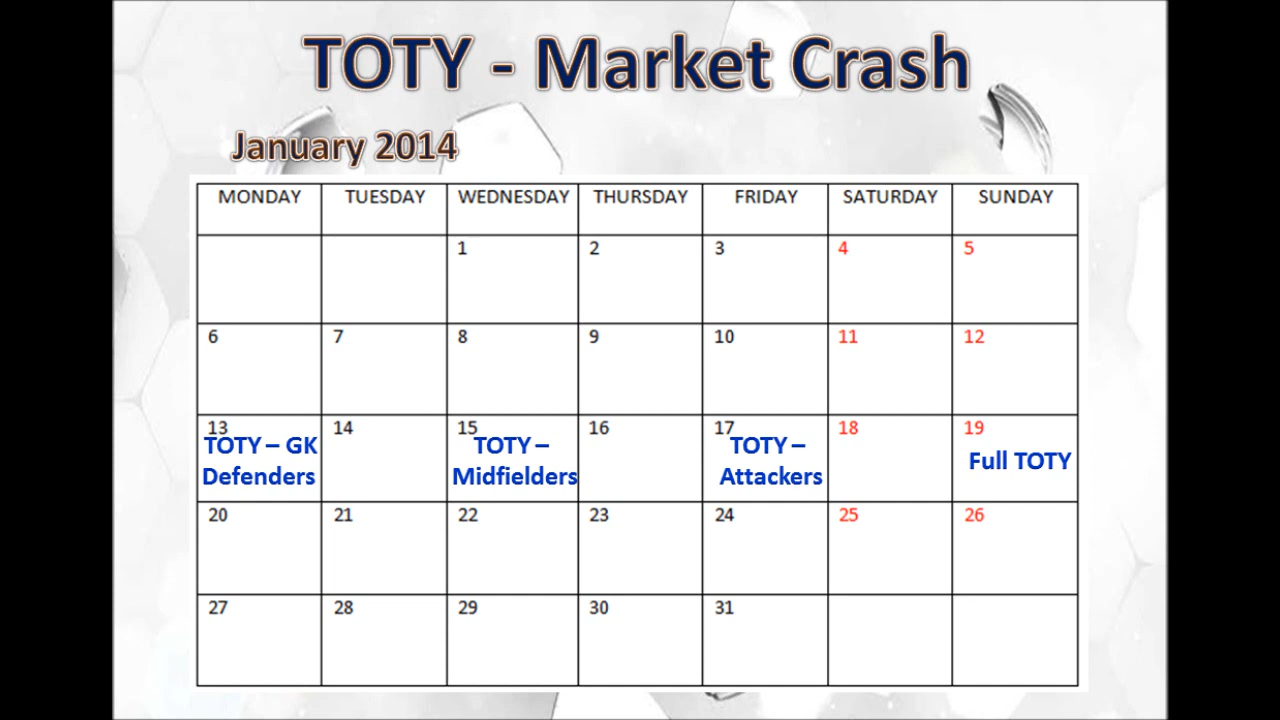 TOTY - Market Crash
January 2014
MONDAY TUESDAY WEDNESDAY THURSDAY FRIDAY SATURDAY SUNDAY
1 2 3 4 5
6 7 8 9 10 11 12
13 14 15 16 17 18 19
TOTY – GK TOTY – TOTY – Full TOTY
Defenders Midfielders Attackers
20 21 22 23 24 25 26
27 28 29 30 31